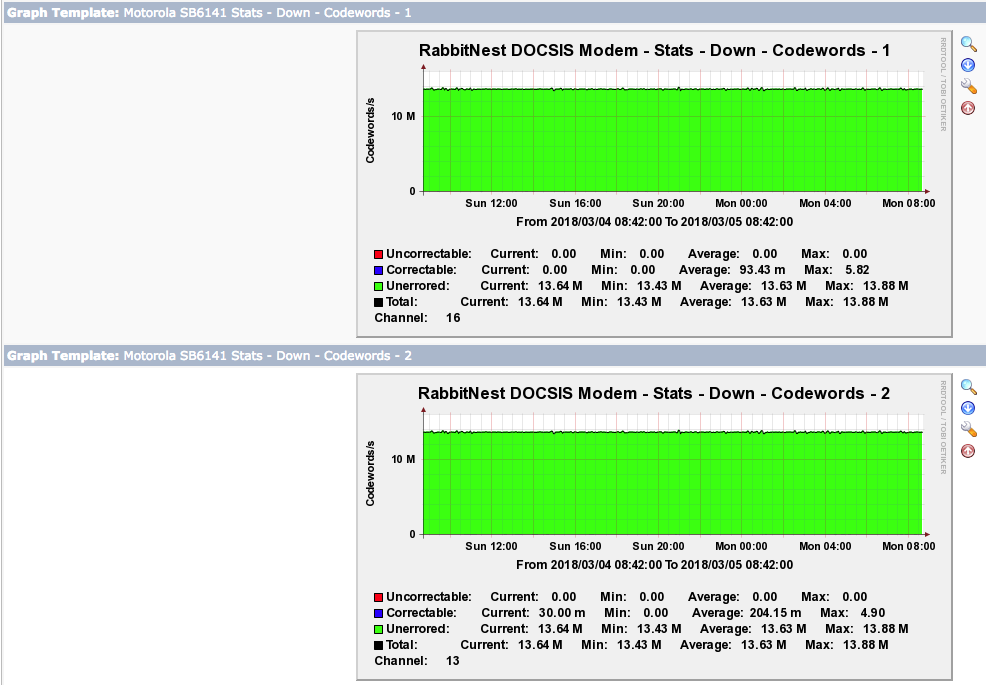 Graph Template: Motorola SB6141 Stats - Down - Codewords - 1
RabbitNest DOCSIS Modem - Stats - Down - Codewords - 1
RRDTOOL / TOBI OETIKER
Codewords/s
10 M
0
Sun 12:00 Sun 16:00 Sun 20:00 Mon 00:00 Mon 04:00 Mon 08:00
From 2018/03/04 08:42:00 To 2018/03/05 08:42:00
Uncorrectable: Current: 0.00 Min: 0.00 Average: 0.00 Max: 0.00
Correctable: Current: 0.00 Min: 0.00 Average: 93.43 m Max: 5.82
Unerrored: Current: 13.64 M Min: 13.43 M Average: 13.63 M Max: 13.88 M
Total: Current: 13.64 M Min: 13.43 M Average: 13.63 M Max: 13.88 M
Channel: 16
Graph Template: Motorola SB6141 Stats - Down - Codewords - 2
RabbitNest DOCSIS Modem - Stats - Down - Codewords - 2
RRDTOOL / TOBI OETIKER
Codewords/s
10 M
0
Sun 12:00 Sun 16:00 Sun 20:00 Mon 00:00 Mon 04:00 Mon 08:00
From 2018/03/04 08:42:00 To 2018/03/05 08:42:00
Uncorrectable: Current: 0.00 Min: 0.00 Average: 0.00 Max: 0.00
Correctable: Current: 30.00 m Min: 0.00 Average: 204.15 m Max: 4.90
Unerrored: Current: 13.64 M Min: 13.43 M Average: 13.63 M Max: 13.88 M
Total: Current: 13.64 M Min: 13.43 M Average: 13.63 M Max: 13.88 M
Channel: 13